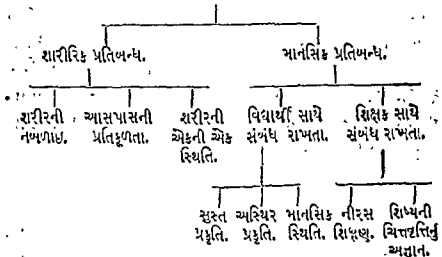 શારીરિક પ્રતિબન્ધ. માનસિક પ્રતિબન્ધ.
શરીરની આસપાસની શરીરની વિદ્યાર્થી સાથે શિક્ષક સાથે
નબળાઇ. પ્રતિકૂળતા. એકની એક સંબંધ રાખતા. સંબંધ રાખતા.
સ્થિતિ.
સુસ્ત અસ્થિર માનસિક નીરસ શિષ્યની
પ્રકૃતિ. પ્રકૃતિ. સ્થિતિ. શિક્ષણ. ચિત્તવૃત્તિનું
અજ્ઞાન.